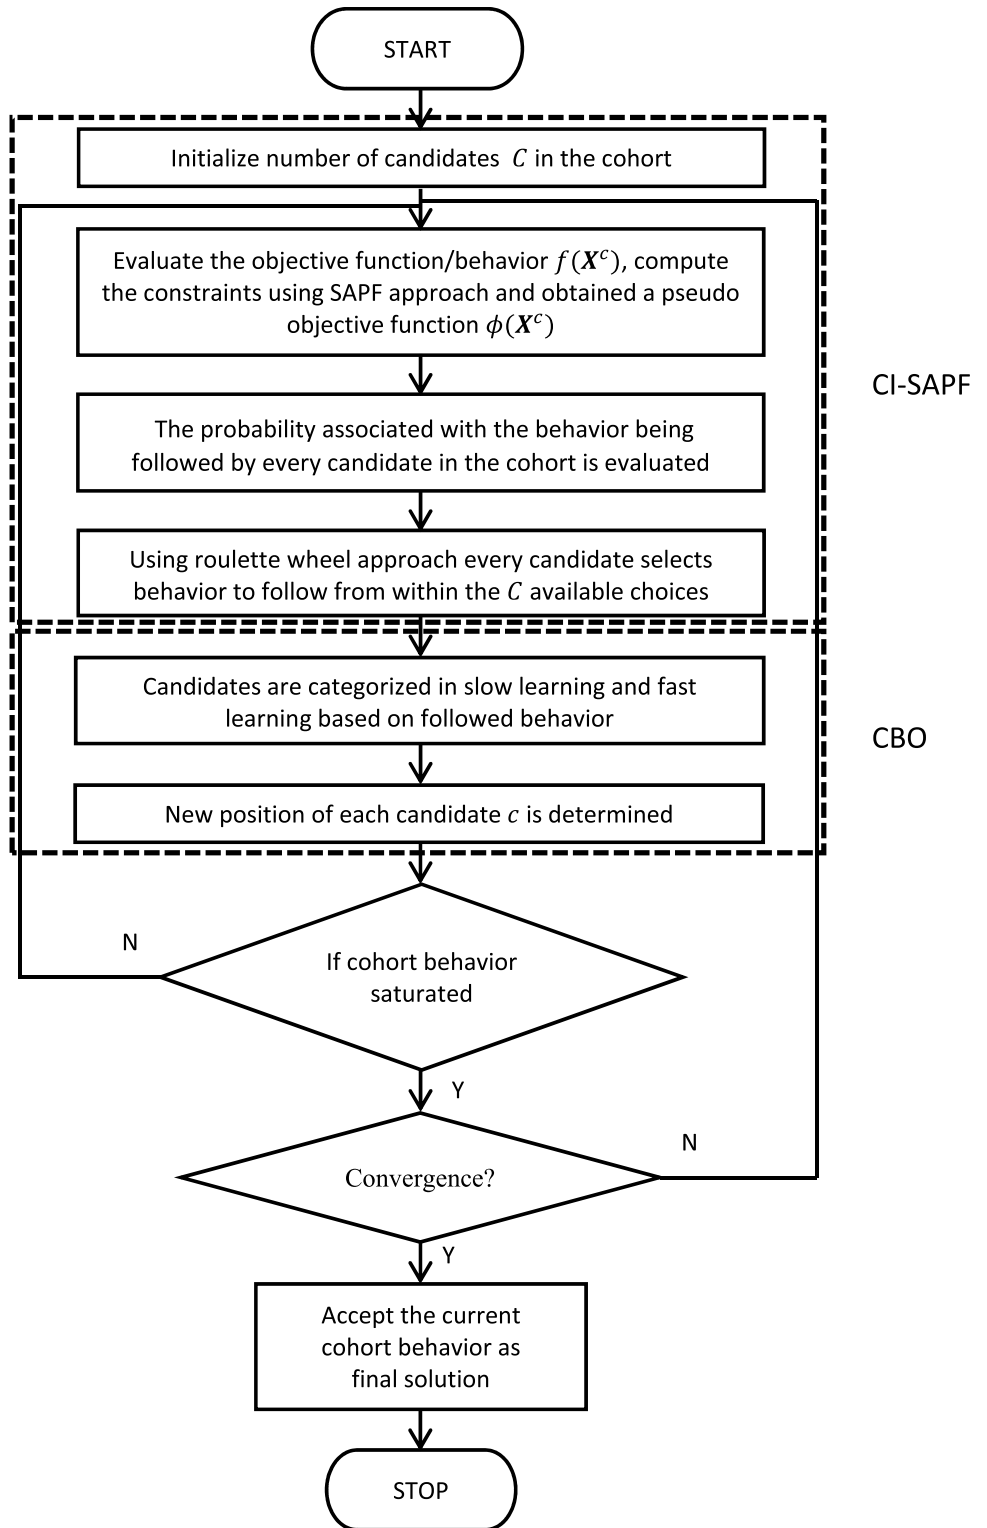 START
Initialize number of candidates C in the cohort
Evaluate the objective function/behavior f(X^c), compute
the constraints using SAPF approach and obtained a pseudo
objective function ϕ(X^c)
The probability associated with the behavior being
followed by every candidate in the cohort is evaluated
Using roulette wheel approach every candidate selects
behavior to follow from within the C available choices
CI-SAPF
Candidates are categorized in slow learning and fast
learning based on followed behavior
New position of each candidate c is determined
CBO
N
If cohort behavior
saturated
Y
N
Convergence?
Y
Accept the current
cohort behavior as
final solution
STOP